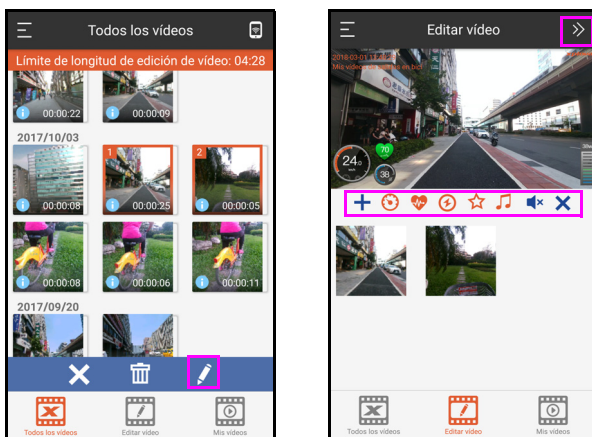 Todos los vídeos
Límite de longitud de edición de vídeo: 04:28
00:00:22
00:00:09
2017/10/03
00:00:08
1
00:00:25
2
00:00:05
00:00:08
00:00:06
00:00:11
2017/09/20
Todos los vídeos
Editar vídeo
Mis vídeos
Editar vídeo
70
24.0
38
Todos los vídeos
Editar vídeo
Mis vídeos